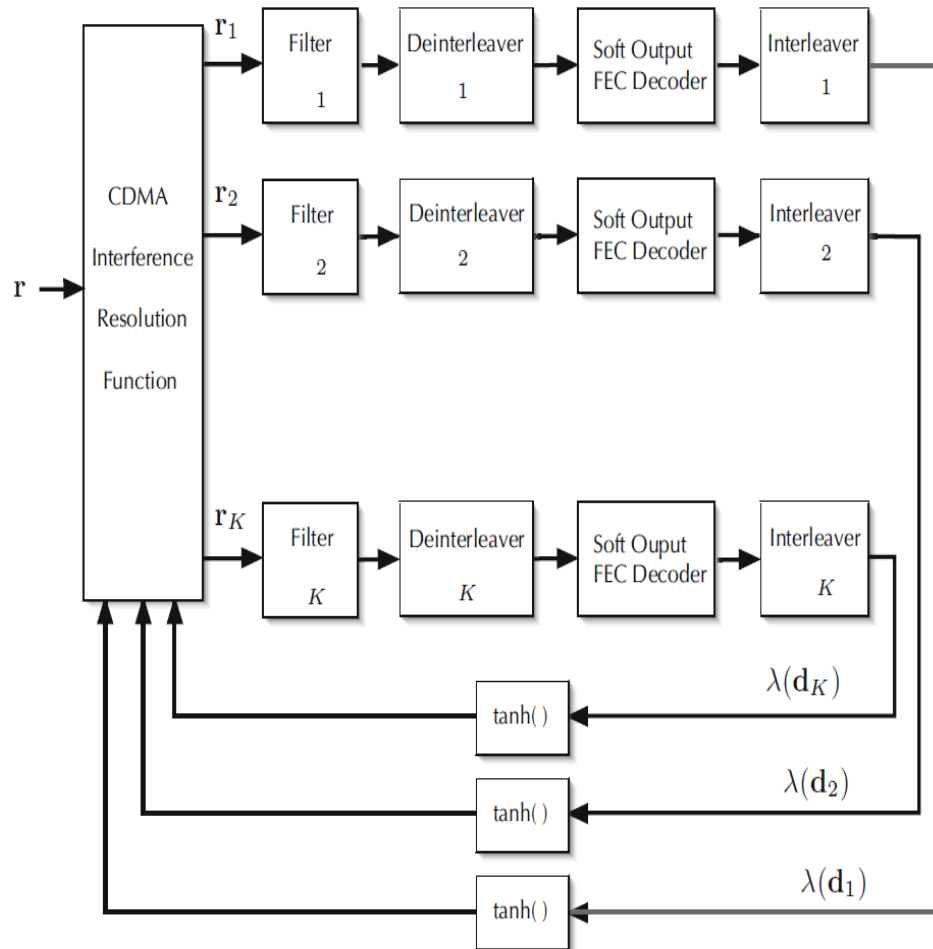 r
CDMA
Interference
Resolution
Function
r₁
Filter
1
Deinterleaver
1
Soft Output
FEC Decoder
Interleaver
1
r₂
Filter
2
Deinterleaver
2
Soft Output
FEC Decoder
Interleaver
2
r_K
Filter
K
Deinterleaver
K
Soft Ouput
FEC Decoder
Interleaver
K
λ(d_K)
tanh( )
λ(d₂)
tanh( )
λ(d₁)
tanh( )